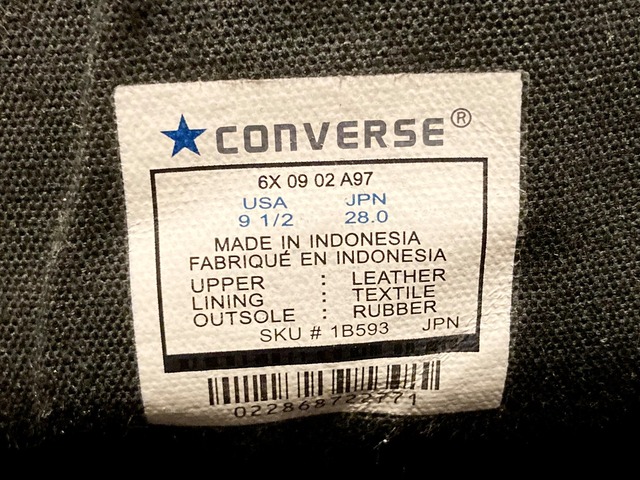 CONVERSE®
6X 09 02 A97
USA JPN
9 1/2 28.0
MADE IN INDONESIA
FABRIQUÉ EN INDONESIA
UPPER : LEATHER
LINING : TEXTILE
OUTSOLE : RUBBER
SKU # 1B593 JPN
022868722771